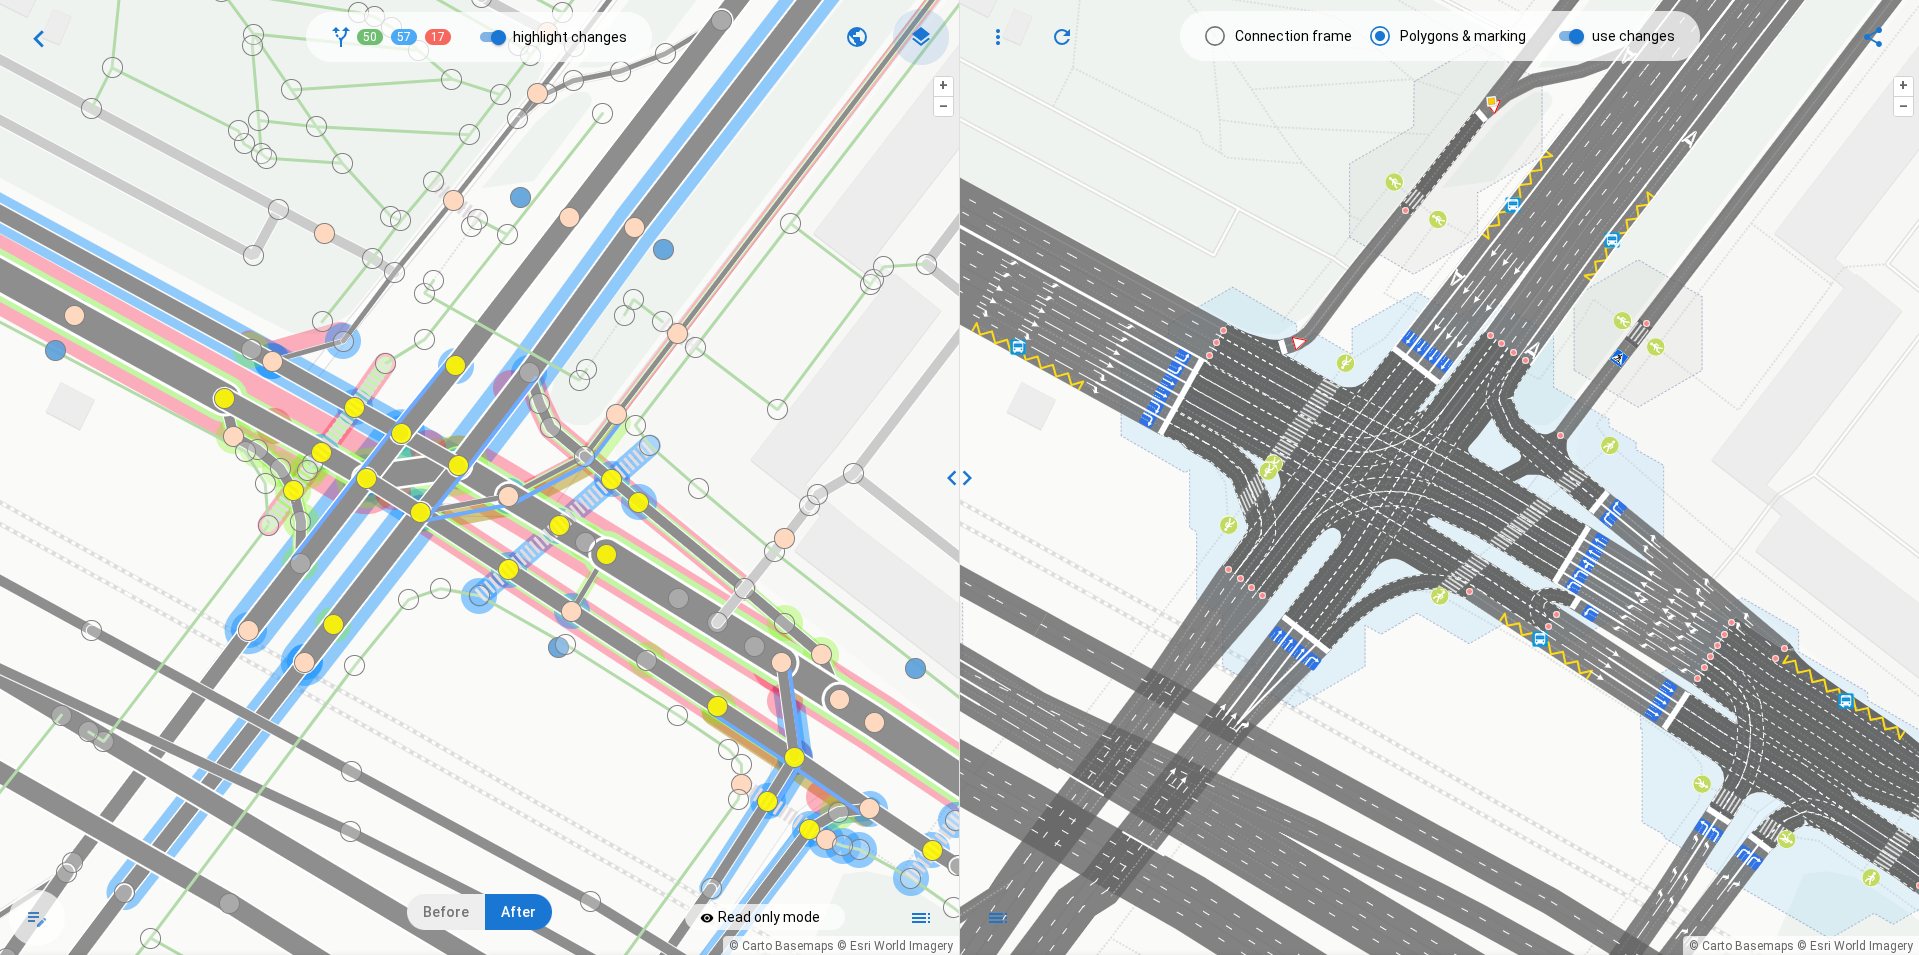 50 57 17 highlight changes
Connection frame Polygons & marking use changes
+
−
+
−
A
A
A
A
Before After
Read only mode
© Carto Basemaps © Esri World Imagery
© Carto Basemaps © Esri World Imagery